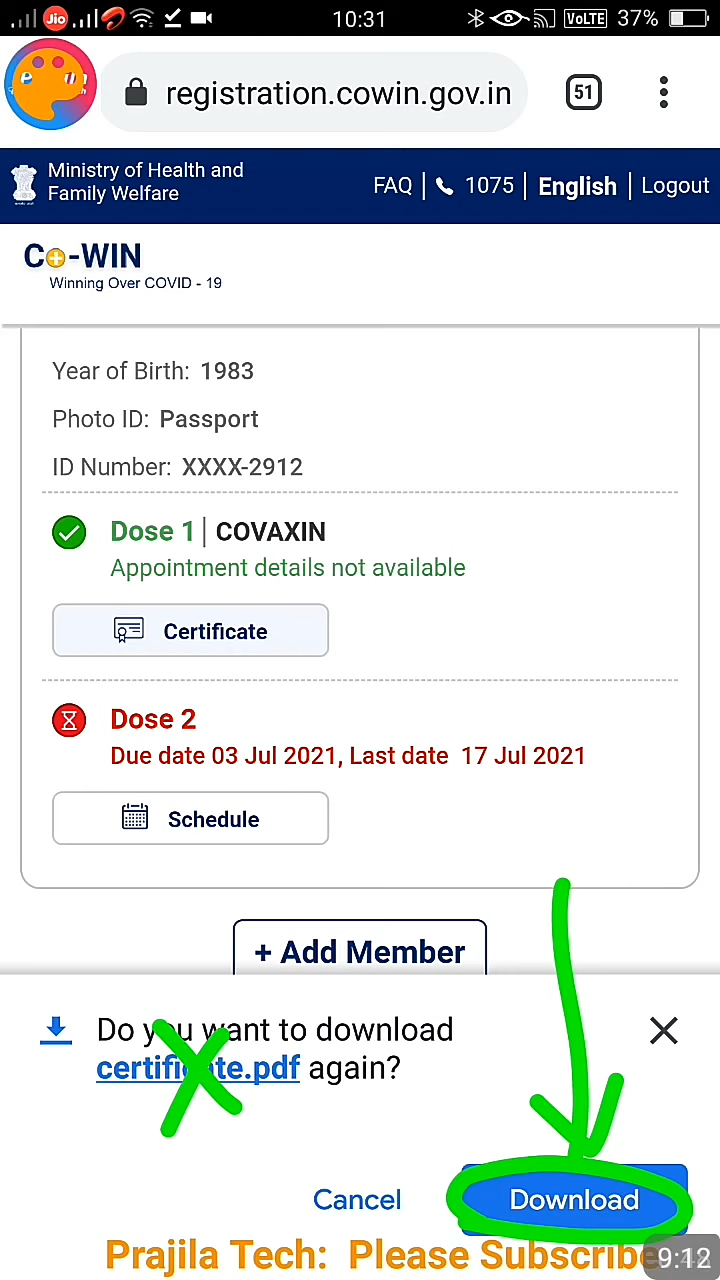 Jio 10:31 VoLTE 37%
registration.cowin.gov.in 51
Ministry of Health and
Family Welfare
FAQ | 1075 | English | Logout
Co-WIN
Winning Over COVID - 19
Year of Birth: 1983
Photo ID: Passport
ID Number: XXXX-2912
Dose 1 | COVAXIN
Appointment details not available
Certificate
Dose 2
Due date 03 Jul 2021, Last date 17 Jul 2021
Schedule
+ Add Member
Do you want to download
certificate.pdf again?
Cancel Download
Prajila Tech: Please Subscribe
9:12